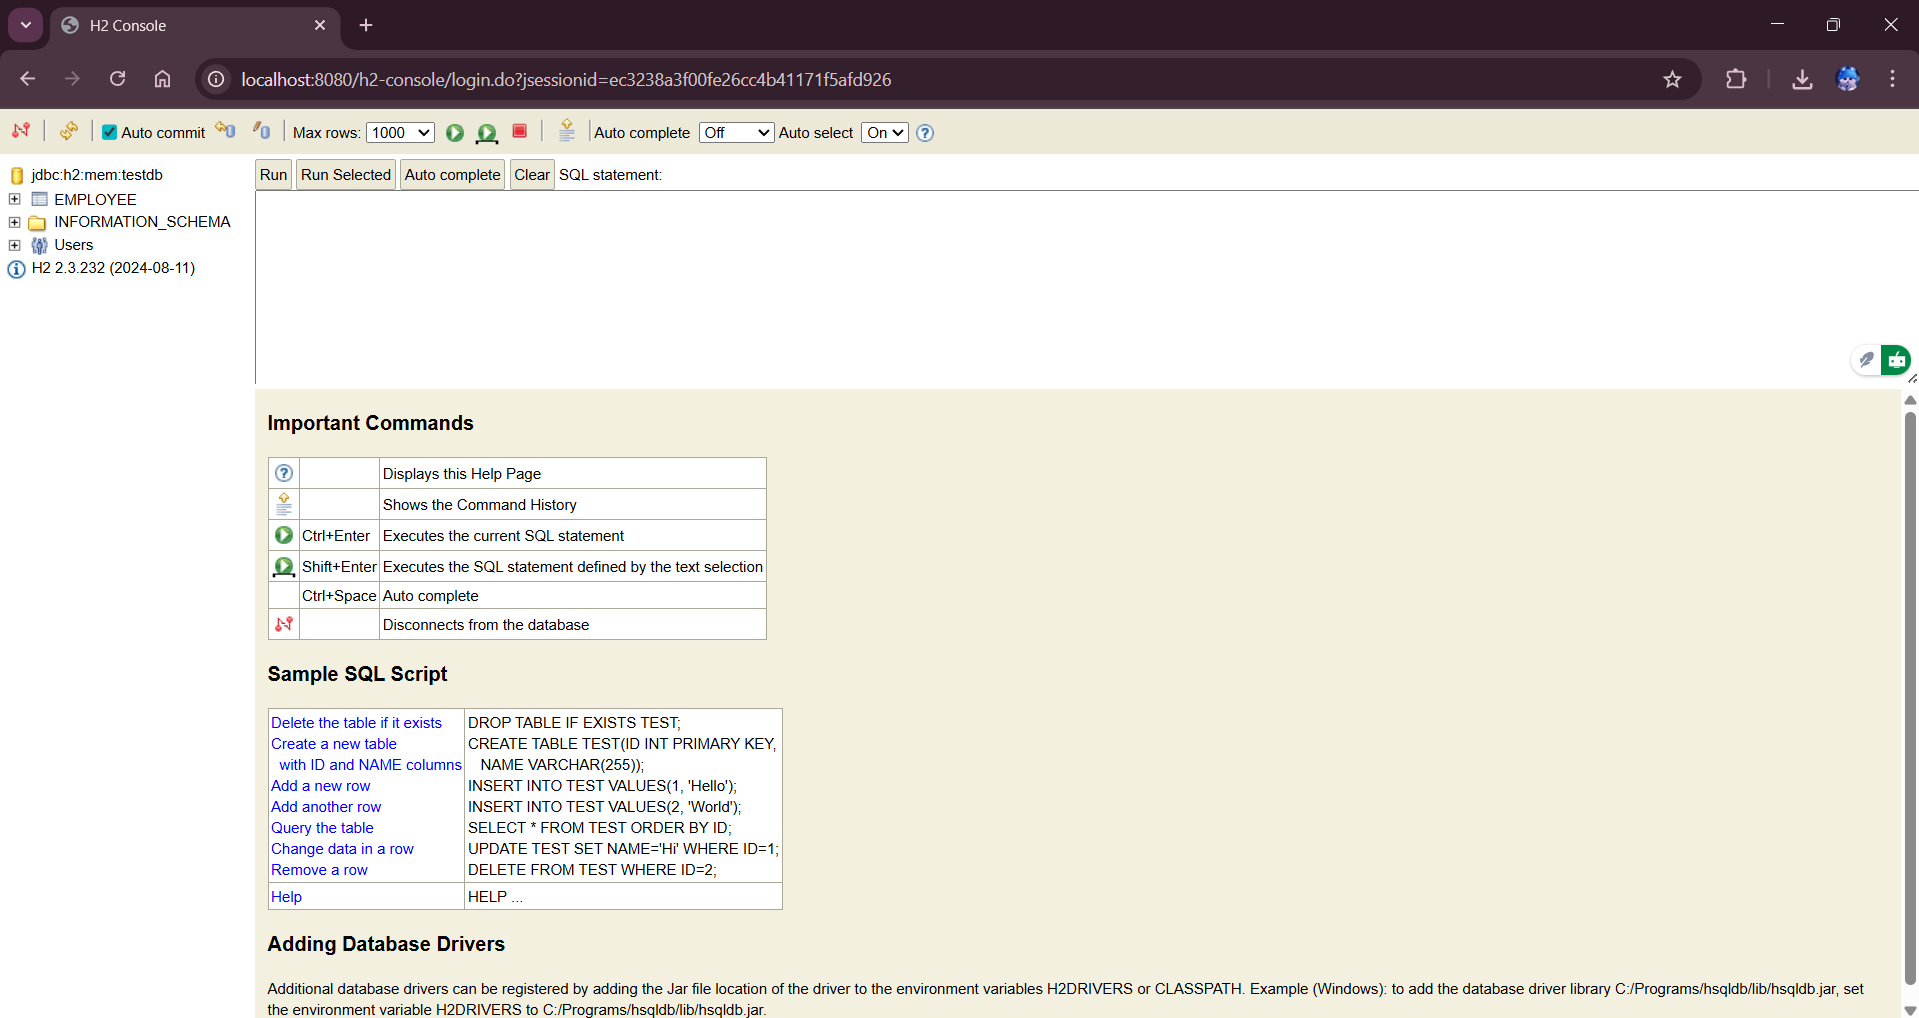 H2 Console
localhost:8080/h2-console/login.do?jsessionid=ec3238a3f00fe26cc4b41171f5afd926
Auto commit Max rows: 1000 Auto complete Off Auto select On
jdbc:h2:mem:testdb
EMPLOYEE
INFORMATION_SCHEMA
Users
H2 2.3.232 (2024-08-11)
Run Run Selected Auto complete Clear SQL statement:
Important Commands
Displays this Help Page
Shows the Command History
Ctrl+Enter Executes the current SQL statement
Shift+Enter Executes the SQL statement defined by the text selection
Ctrl+Space Auto complete
Disconnects from the database
Sample SQL Script
Delete the table if it exists DROP TABLE IF EXISTS TEST;
Create a new table CREATE TABLE TEST(ID INT PRIMARY KEY,
with ID and NAME columns NAME VARCHAR(255));
Add a new row INSERT INTO TEST VALUES(1, 'Hello');
Add another row INSERT INTO TEST VALUES(2, 'World');
Query the table SELECT * FROM TEST ORDER BY ID;
Change data in a row UPDATE TEST SET NAME='Hi' WHERE ID=1;
Remove a row DELETE FROM TEST WHERE ID=2;
Help HELP ...
Adding Database Drivers
Additional database drivers can be registered by adding the Jar file location of the driver to the environment variables H2DRIVERS or CLASSPATH. Example (Windows): to add the database driver library C:/Programs/hsqldb/lib/hsqldb.jar, set
the environment variable H2DRIVERS to C:/Programs/hsqldb/lib/hsqldb.jar.